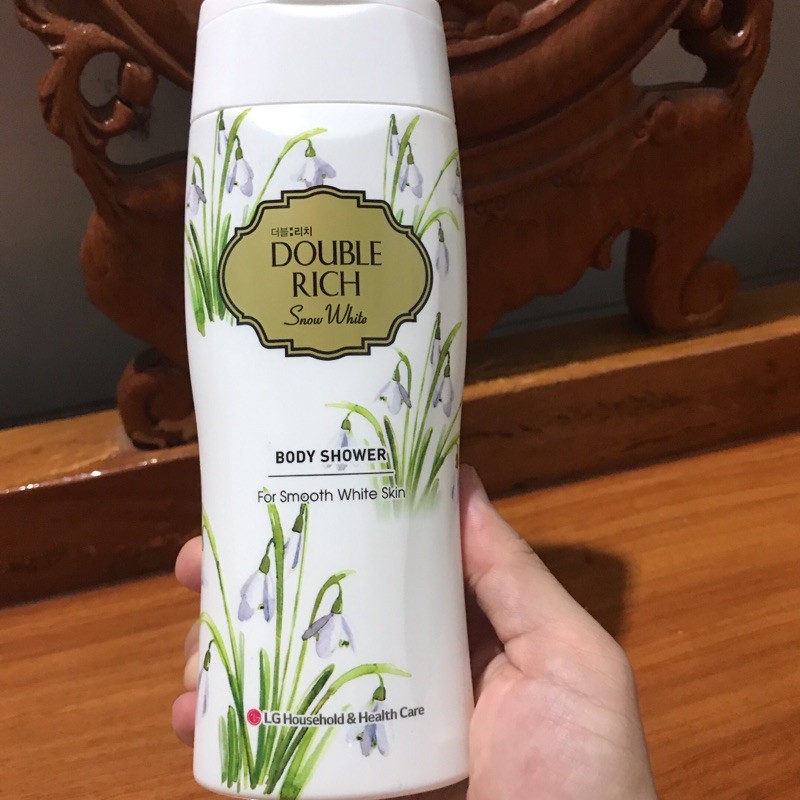 더블:리치
DOUBLE
RICH
Snow White
BODY SHOWER
For Smooth White Skin
LG Household & Health Care